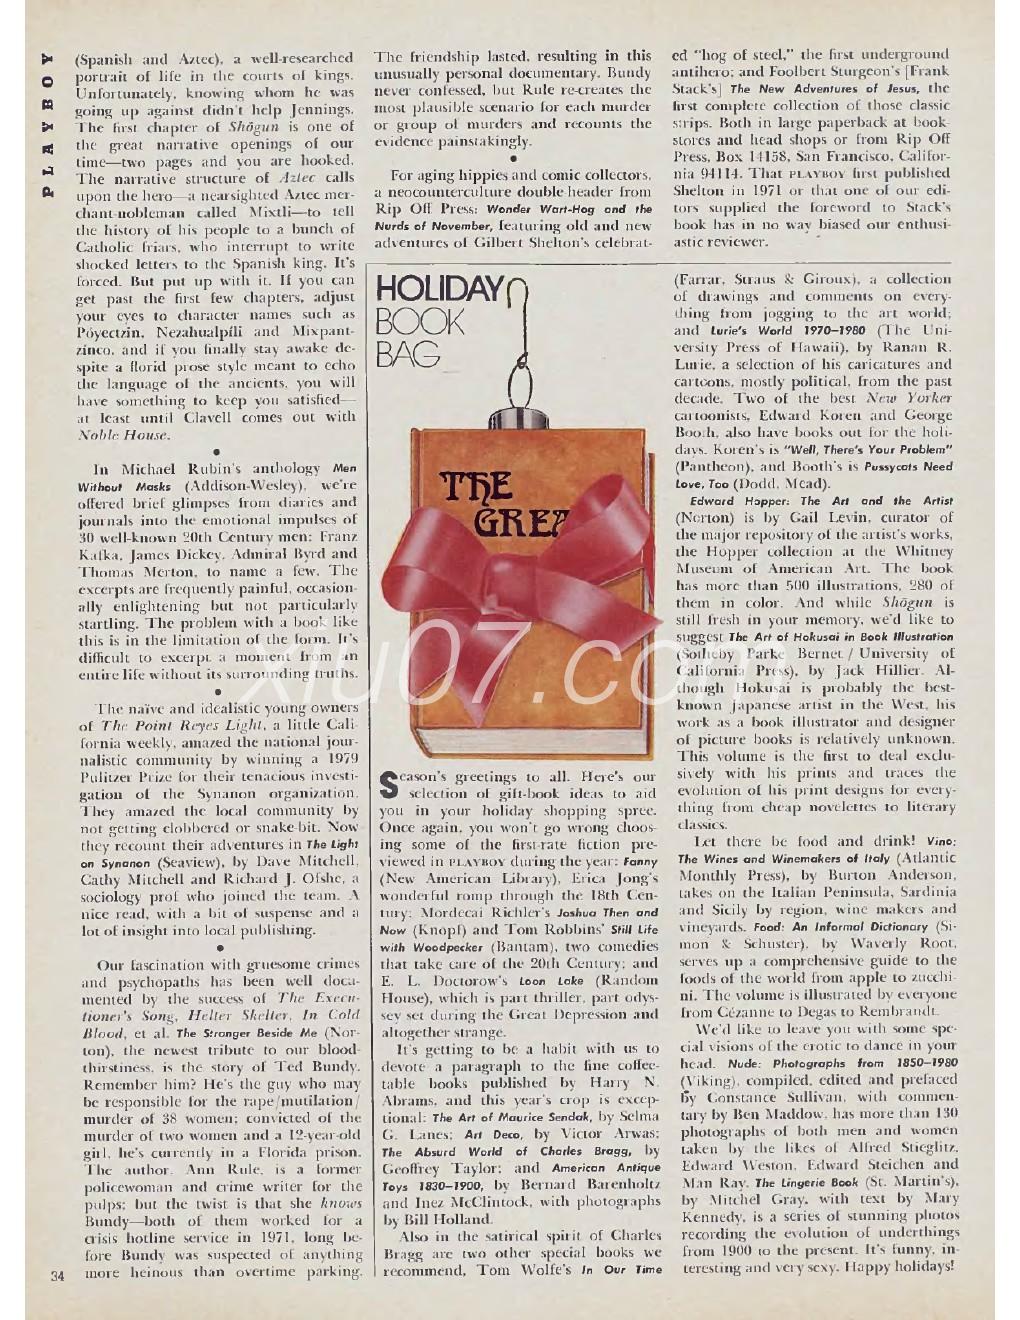 PLAYBOY
(Spanish and Aztec), a well-researched
portrait of life in the courts of kings.
Unfortunately, knowing whom he was
going up against didn't help Jennings.
The first chapter of Shōgun is one of
the great narrative openings of our
time—two pages and you are hooked.
The narrative structure of Aztec calls
upon the hero—a nearsighted Aztec mer-
chant-nobleman called Mixtli—to tell
the history of his people to a bunch of
Catholic friars, who interrupt to write
shocked letters to the Spanish king. It's
forced. But put up with it. If you can
get past the first few chapters, adjust
your eyes to character names such as
Póyectzin, Nezahualpíli and Mixpant-
zinco, and if you finally stay awake de-
spite a florid prose style meant to echo
the language of the ancients, you will
have something to keep you satisfied—
at least until Clavell comes out with
Noble House.
•
In Michael Rubin's anthology Men
Without Masks (Addison-Wesley), we're
offered brief glimpses from diaries and
journals into the emotional impulses of
30 well-known 20th Century men: Franz
Kafka, James Dickey, Admiral Byrd and
Thomas Merton, to name a few. The
excerpts are frequently painful, occasion-
ally enlightening but not particularly
startling. The problem with a book like
this is in the limitation of the form. It's
difficult to excerpt a moment from an
entire life without its surrounding truths.
•
The naïve and idealistic young owners
of The Point Reyes Light, a little Cali-
fornia weekly, amazed the national jour-
nalistic community by winning a 1979
Pulitzer Prize for their tenacious investi-
gation of the Synanon organization.
They amazed the local community by
not getting clobbered or snake-bit. Now
they recount their adventures in The Light
on Synanon (Seaview), by Dave Mitchell,
Cathy Mitchell and Richard J. Ofshe, a
sociology prof who joined the team. A
nice read, with a bit of suspense and a
lot of insight into local publishing.
•
Our fascination with gruesome crimes
and psychopaths has been well docu-
mented by the success of The Execu-
tioner's Song, Helter Skelter, In Cold
Blood, et al. The Stranger Beside Me (Nor-
ton), the newest tribute to our blood-
thirstiness, is the story of Ted Bundy.
Remember him? He's the guy who may
be responsible for the rape/mutilation/
murder of 38 women; convicted of the
murder of two women and a 12-year-old
girl, he's currently in a Florida prison.
The author, Ann Rule, is a former
policewoman and crime writer for the
pulps; but the twist is that she knows
Bundy—both of them worked for a
crisis hotline service in 1971, long be-
fore Bundy was suspected of anything
more heinous than overtime parking.
The friendship lasted, resulting in this
unusually personal documentary. Bundy
never confessed, but Rule re-creates the
most plausible scenario for each murder
or group of murders and recounts the
evidence painstakingly.
•
For aging hippies and comic collectors,
a neocounterculture double-header from
Rip Off Press: Wonder Wart-Hog and the
Nurds of November, featuring old and new
adventures of Gilbert Shelton's celebrat-
ed "hog of steel," the first underground
antihero; and Foolbert Sturgeon's [Frank
Stack's] The New Adventures of Jesus, the
first complete collection of those classic
strips. Both in large paperback at book-
stores and head shops or from Rip Off
Press, Box 14158, San Francisco, Califor-
nia 94114. That PLAYBOY first published
Shelton in 1971 or that one of our edi-
tors supplied the foreword to Stack's
book has in no way biased our enthusi-
astic reviewer.
HOLIDAY
BOOK
BAG
THE
GREA
Season's greetings to all. Here's our
selection of gift-book ideas to aid
you in your holiday shopping spree.
Once again, you won't go wrong choos-
ing some of the first-rate fiction pre-
viewed in PLAYBOY during the year: Fanny
(New American Library), Erica Jong's
wonderful romp through the 18th Cen-
tury; Mordecai Richler's Joshua Then and
Now (Knopf) and Tom Robbins' Still Life
with Woodpecker (Bantam), two comedies
that take care of the 20th Century; and
E. L. Doctorow's Loon Lake (Random
House), which is part thriller, part odys-
sey set during the Great Depression and
altogether strange.
It's getting to be a habit with us to
devote a paragraph to the fine coffee-
table books published by Harry N.
Abrams, and this year's crop is excep-
tional: The Art of Maurice Sendak, by Selma
G. Lanes; Art Deco, by Victor Arwas;
The Absurd World of Charles Bragg, by
Geoffrey Taylor; and American Antique
Toys 1830–1900, by Bernard Barenholtz
and Inez McClintock, with photographs
by Bill Holland.
Also in the satirical spirit of Charles
Bragg are two other special books we
recommend, Tom Wolfe's In Our Time
(Farrar, Straus & Giroux), a collection
of drawings and comments on every-
thing from jogging to the art world;
and Lurie's World 1970–1980 (The Uni-
versity Press of Hawaii), by Ranan R.
Lurie, a selection of his caricatures and
cartoons, mostly political, from the past
decade. Two of the best New Yorker
cartoonists, Edward Koren and George
Booth, also have books out for the holi-
days. Koren's is "Well, There's Your Problem"
(Pantheon), and Booth's is Pussycats Need
Love, Too (Dodd, Mead).
Edward Hopper: The Art and the Artist
(Norton) is by Gail Levin, curator of
the major repository of the artist's works,
the Hopper collection at the Whitney
Museum of American Art. The book
has more than 500 illustrations, 280 of
them in color. And while Shōgun is
still fresh in your memory, we'd like to
suggest The Art of Hokusai in Book Illustration
(Sotheby Parke Bernet / University of
California Press), by Jack Hillier. Al-
though Hokusai is probably the best-
known Japanese artist in the West, his
work as a book illustrator and designer
of picture books is relatively unknown.
This volume is the first to deal exclu-
sively with his prints and traces the
evolution of his print designs for every-
thing from cheap novelettes to literary
classics.
Let there be food and drink! Vino:
The Wines and Winemakers of Italy (Atlantic
Monthly Press), by Burton Anderson,
takes on the Italian Peninsula, Sardinia
and Sicily by region, wine makers and
vineyards. Food: An Informal Dictionary (Si-
mon & Schuster), by Waverly Root,
serves up a comprehensive guide to the
foods of the world from apple to zucchi-
ni. The volume is illustrated by everyone
from Cézanne to Degas to Rembrandt.
We'd like to leave you with some spe-
cial visions of the erotic to dance in your
head. Nude: Photographs from 1850–1980
(Viking), compiled, edited and prefaced
by Constance Sullivan, with commen-
tary by Ben Maddow, has more than 130
photographs of both men and women
taken by the likes of Alfred Stieglitz,
Edward Weston, Edward Steichen and
Man Ray. The Lingerie Book (St. Martin's),
by Mitchel Gray, with text by Mary
Kennedy, is a series of stunning photos
recording the evolution of underthings
from 1900 to the present. It's funny, in-
teresting and very sexy. Happy holidays!
34
xiu07.com